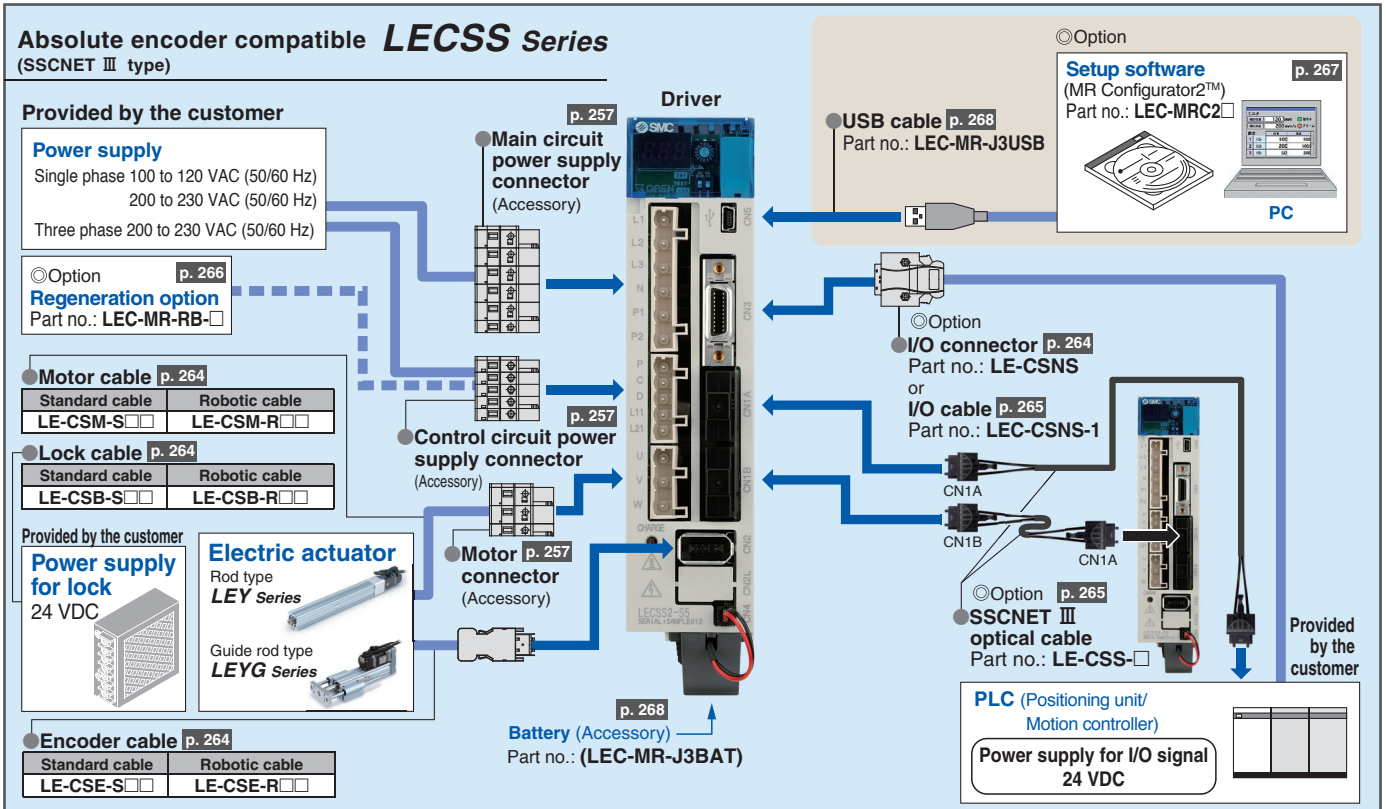 Absolute encoder compatible LECSS Series
(SSCNET Ⅲ type)
Provided by the customer
Power supply
Single phase 100 to 120 VAC (50/60 Hz)
200 to 230 VAC (50/60 Hz)
Three phase 200 to 230 VAC (50/60 Hz)
◎Option p. 266
Regeneration option
Part no.: LEC-MR-RB-□
●Motor cable p. 264
Standard cable Robotic cable
LE-CSM-S□□ LE-CSM-R□□
●Lock cable p. 264
Standard cable Robotic cable
LE-CSB-S□□ LE-CSB-R□□
Provided by the customer
Power supply
for lock
24 VDC
Electric actuator
Rod type
LEY Series
Guide rod type
LEYG Series
●Encoder cable p. 264
Standard cable Robotic cable
LE-CSE-S□□ LE-CSE-R□□
p. 257
●Main circuit
power supply
connector
(Accessory)
p. 257
●Control circuit power
supply connector
(Accessory)
●Motor p. 257
connector
(Accessory)
Driver
SMC
OPEN
L1
L2
L3
N
P1
P2
P
C
D
L11
L21
U
V
W
CHARGE
CN5
CN3
CN1A
CN1B
CN2
CN2L
CN4
LECSS2-S5
p. 268
Battery (Accessory)
Part no.: (LEC-MR-J3BAT)
◎Option
●USB cable p. 268
Part no.: LEC-MR-J3USB
Setup software p. 267
(MR Configurator2™)
Part no.: LEC-MRC2□
PC
◎Option
●I/O connector p. 264
Part no.: LE-CSNS
or
I/O cable p. 265
Part no.: LEC-CSNS-1
CN1A
CN1B
CN1A
◎Option p. 265
●SSCNET Ⅲ
optical cable
Part no.: LE-CSS-□
Provided
by the
customer
PLC (Positioning unit/
Motion controller)
Power supply for I/O signal
24 VDC